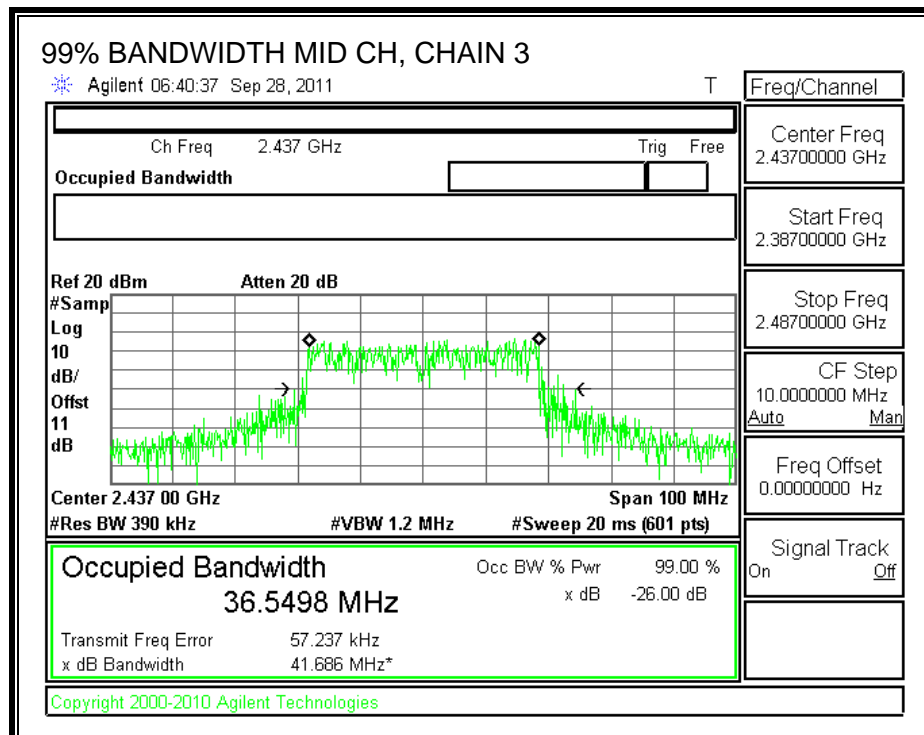 99% BANDWIDTH MID CH, CHAIN 3
Agilent 06:40:37 Sep 28, 2011 T
Freq/Channel
Ch Freq 2.437 GHz Trig Free
Occupied Bandwidth
Center Freq
2.43700000 GHz
Start Freq
2.38700000 GHz
Ref 20 dBm Atten 20 dB
#Samp
Log
10
dB/
Offst
11
dB
Stop Freq
2.48700000 GHz
CF Step
10.0000000 MHz
Auto Man
Center 2.437 00 GHz Span 100 MHz
#Res BW 390 kHz #VBW 1.2 MHz #Sweep 20 ms (601 pts)
Freq Offset
0.00000000 Hz
Occupied Bandwidth Occ BW % Pwr 99.00 %
36.5498 MHz x dB -26.00 dB
Transmit Freq Error 57.237 kHz
x dB Bandwidth 41.686 MHz*
Signal Track
On Off
Copyright 2000-2010 Agilent Technologies